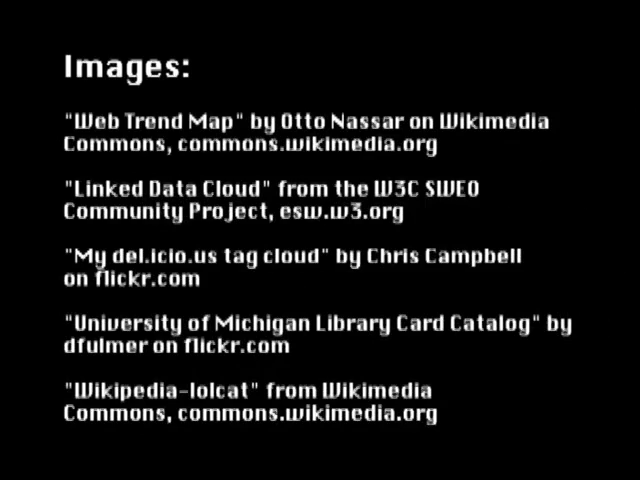 Images:
"Web Trend Map" by Otto Nassar on Wikimedia
Commons, commons.wikimedia.org
"Linked Data Cloud" from the W3C SWEO
Community Project, esw.w3.org
"My del.icio.us tag cloud" by Chris Campbell
on flickr.com
"University of Michigan Library Card Catalog" by
dfulmer on flickr.com
"Wikipedia-lolcat" from Wikimedia
Commons, commons.wikimedia.org